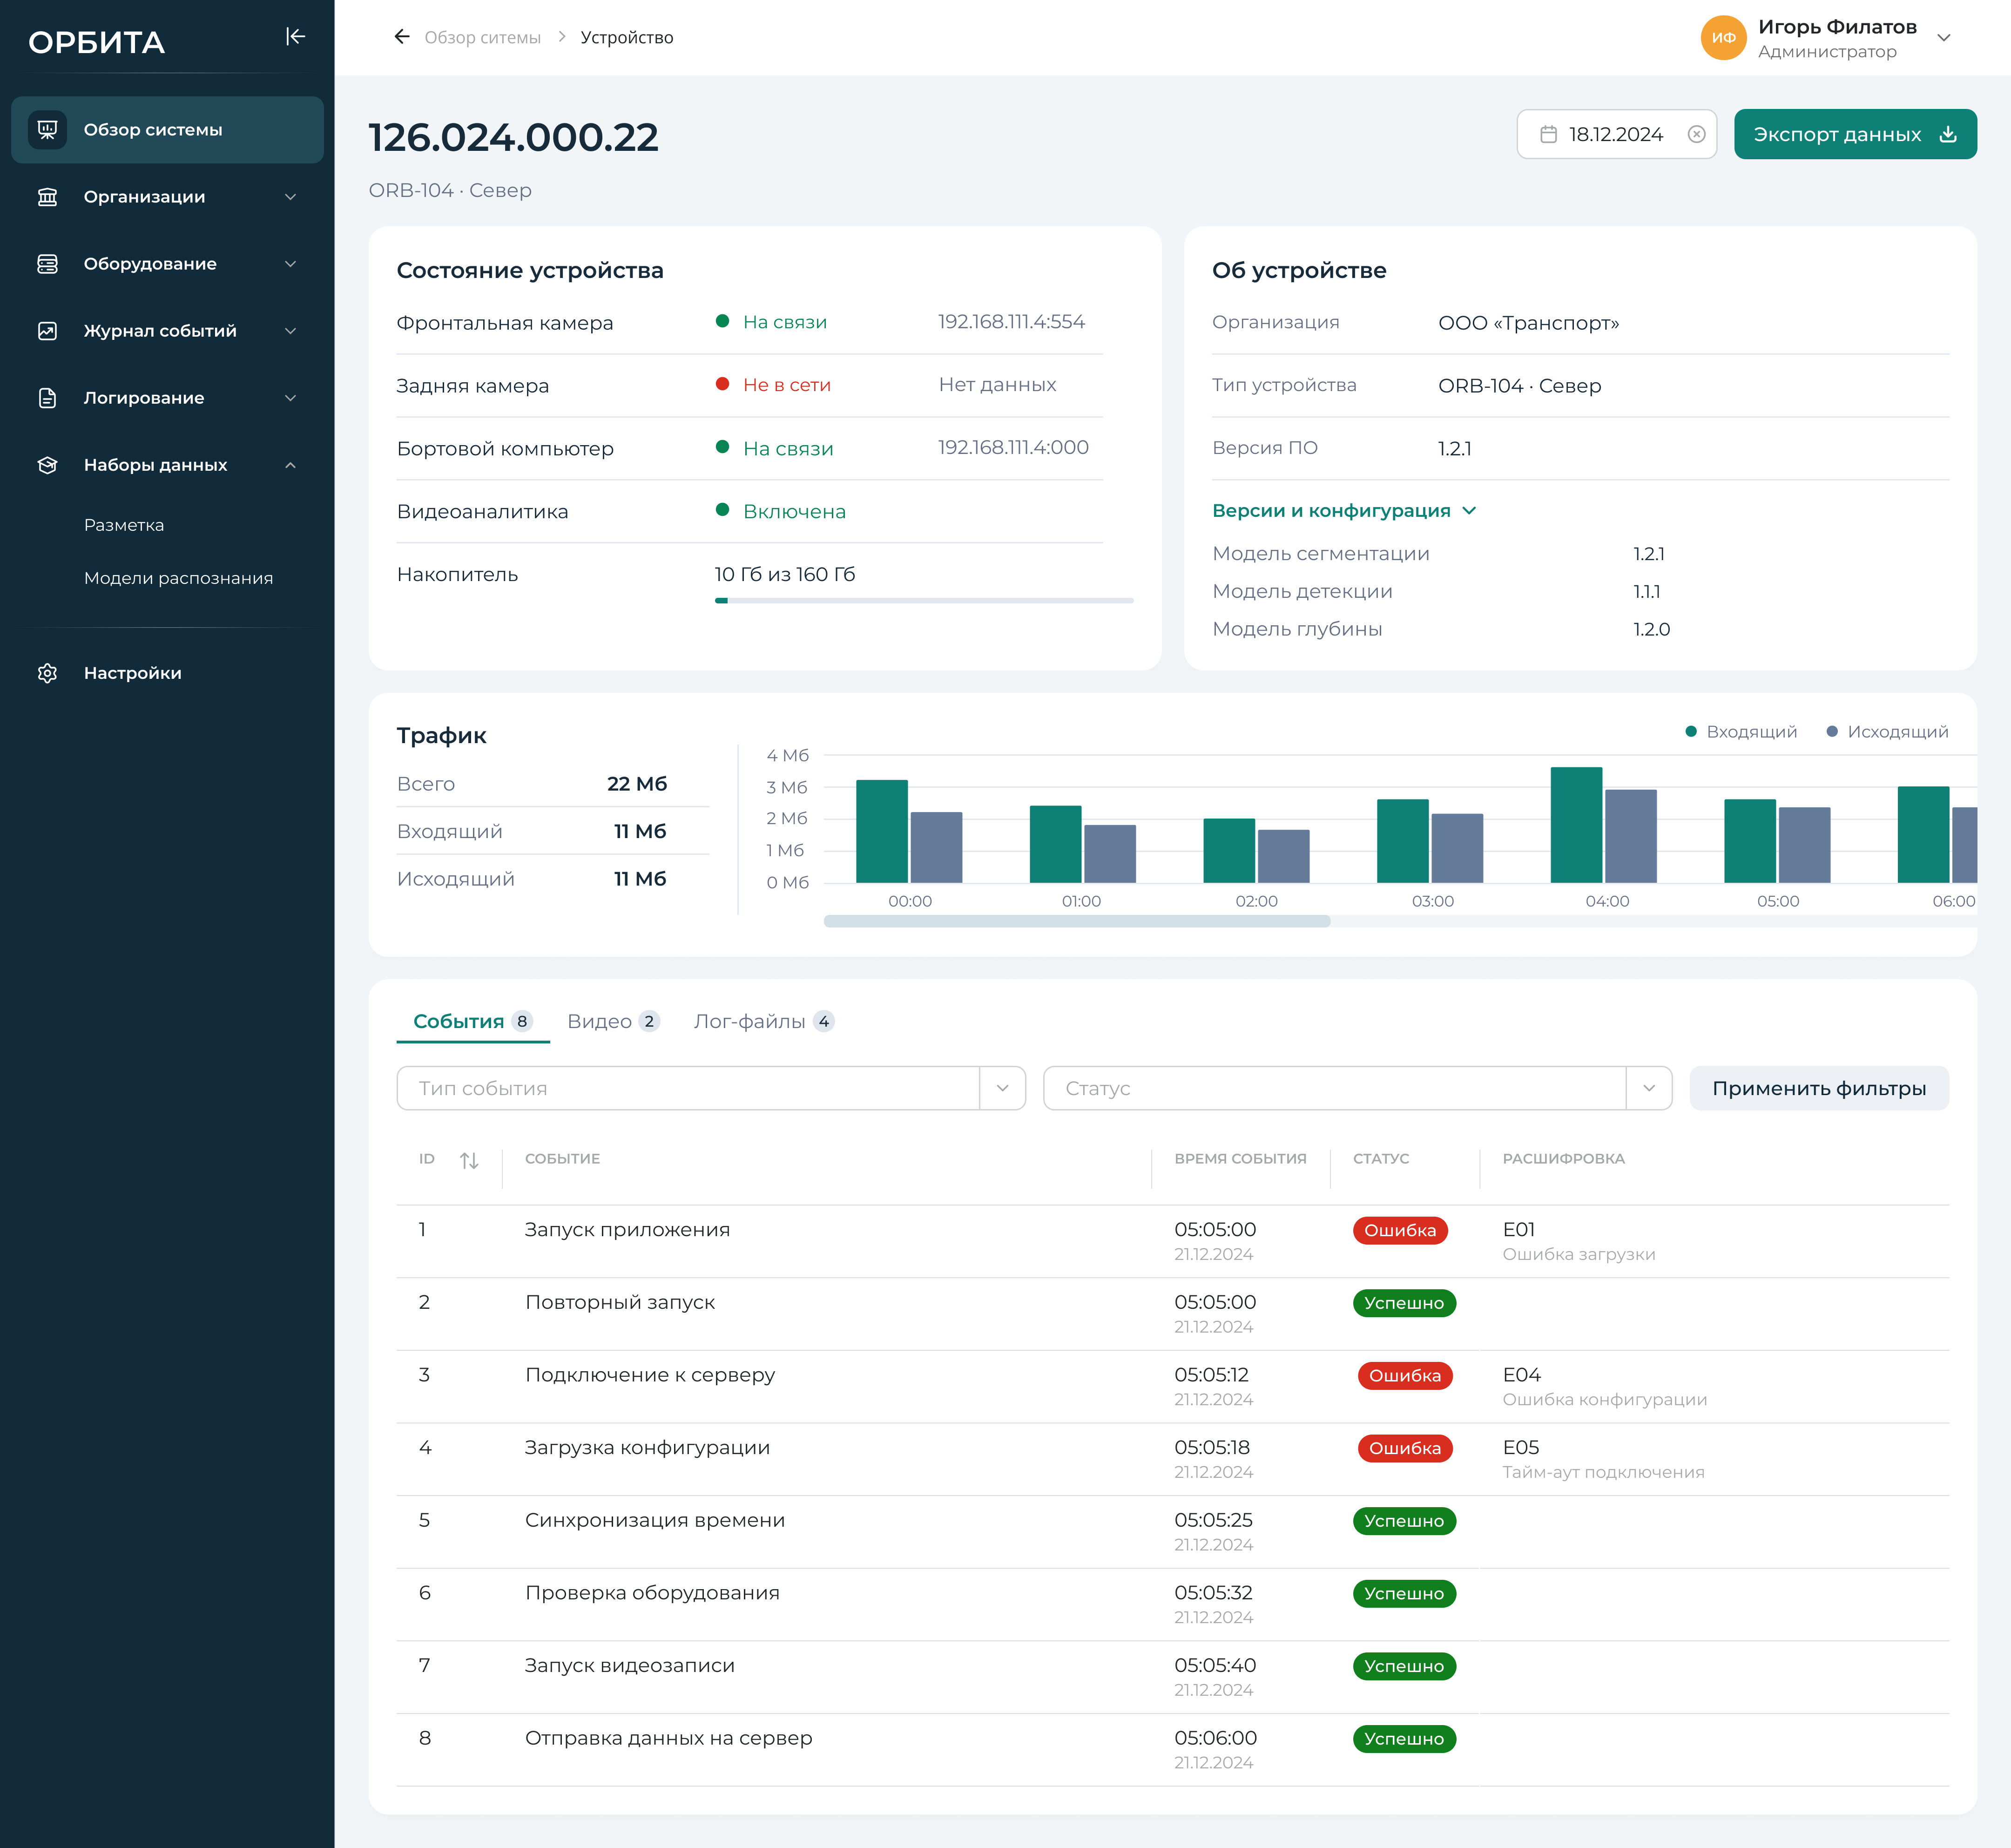 ОРБИТА
Обзор системы
Организации
Оборудование
Журнал событий
Логирование
Наборы данных
Разметка
Модели распознания
Настройки
Обзор ситемы
Устройство
ИФ
Игорь Филатов
Администратор
126.024.000.22
ORB-104 · Север
18.12.2024
Экспорт данных
Состояние устройства
Фронтальная камера На связи 192.168.111.4:554
Задняя камера Не в сети Нет данных
Бортовой компьютер На связи 192.168.111.4:000
Видеоаналитика Включена
Накопитель 10 Гб из 160 Гб
Об устройстве
Организация ООО «Транспорт»
Тип устройства ORB-104 · Север
Версия ПО 1.2.1
Версии и конфигурация
Модель сегментации 1.2.1
Модель детекции 1.1.1
Модель глубины 1.2.0
Трафик
Всего 22 Мб
Входящий 11 Мб
Исходящий 11 Мб
Входящий Исходящий
4 Мб
3 Мб
2 Мб
1 Мб
0 Мб
00:00 01:00 02:00 03:00 04:00 05:00 06:00
События 8 Видео 2 Лог-файлы 4
Тип события Статус Применить фильтры
ID СОБЫТИЕ ВРЕМЯ СОБЫТИЯ СТАТУС РАСШИФРОВКА
1 Запуск приложения 05:05:00 Ошибка E01
21.12.2024 Ошибка загрузки
2 Повторный запуск 05:05:00 Успешно
21.12.2024
3 Подключение к серверу 05:05:12 Ошибка E04
21.12.2024 Ошибка конфигурации
4 Загрузка конфигурации 05:05:18 Ошибка E05
21.12.2024 Тайм-аут подключения
5 Синхронизация времени 05:05:25 Успешно
21.12.2024
6 Проверка оборудования 05:05:32 Успешно
21.12.2024
7 Запуск видеозаписи 05:05:40 Успешно
21.12.2024
8 Отправка данных на сервер 05:06:00 Успешно
21.12.2024